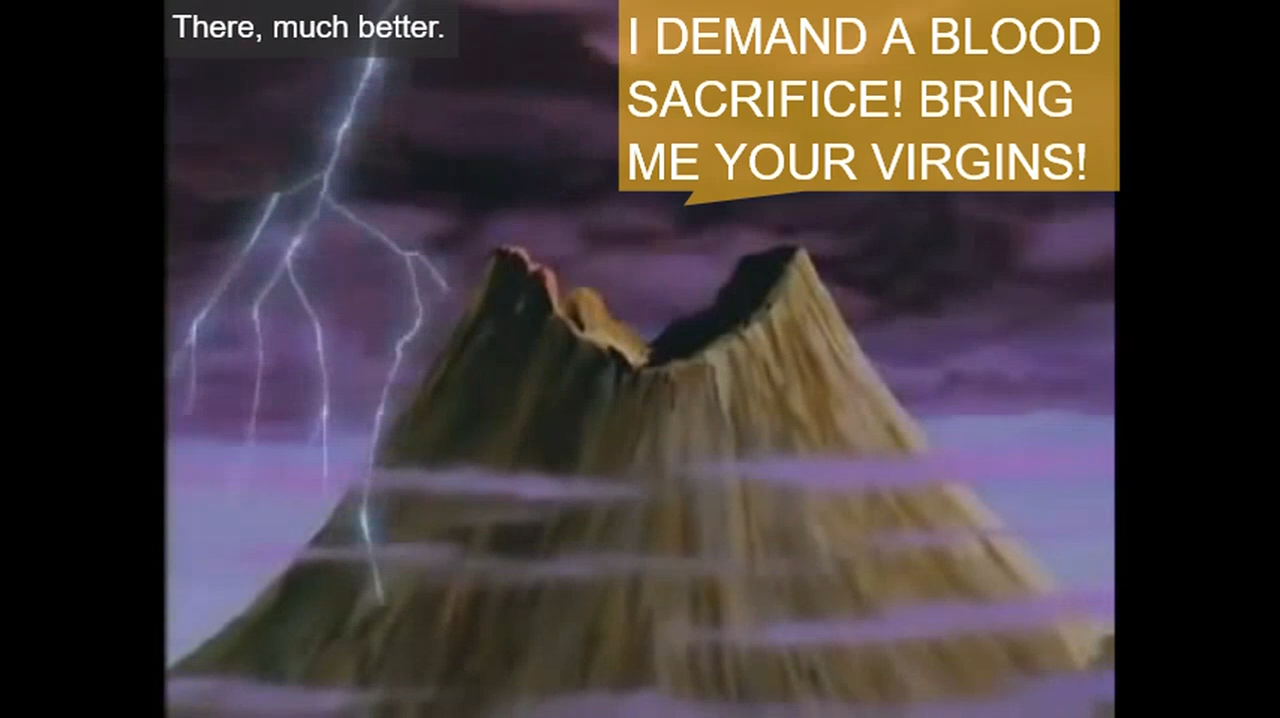 There, much better.
I DEMAND A BLOOD
SACRIFICE! BRING
ME YOUR VIRGINS!